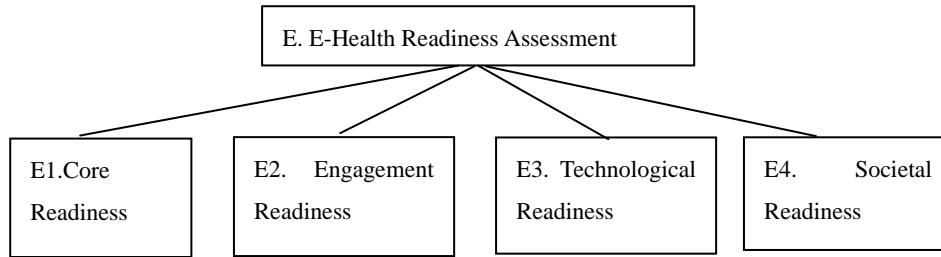 E. E-Health Readiness Assessment
E1.Core
Readiness
E2. Engagement
Readiness
E3. Technological
Readiness
E4. Societal
Readiness